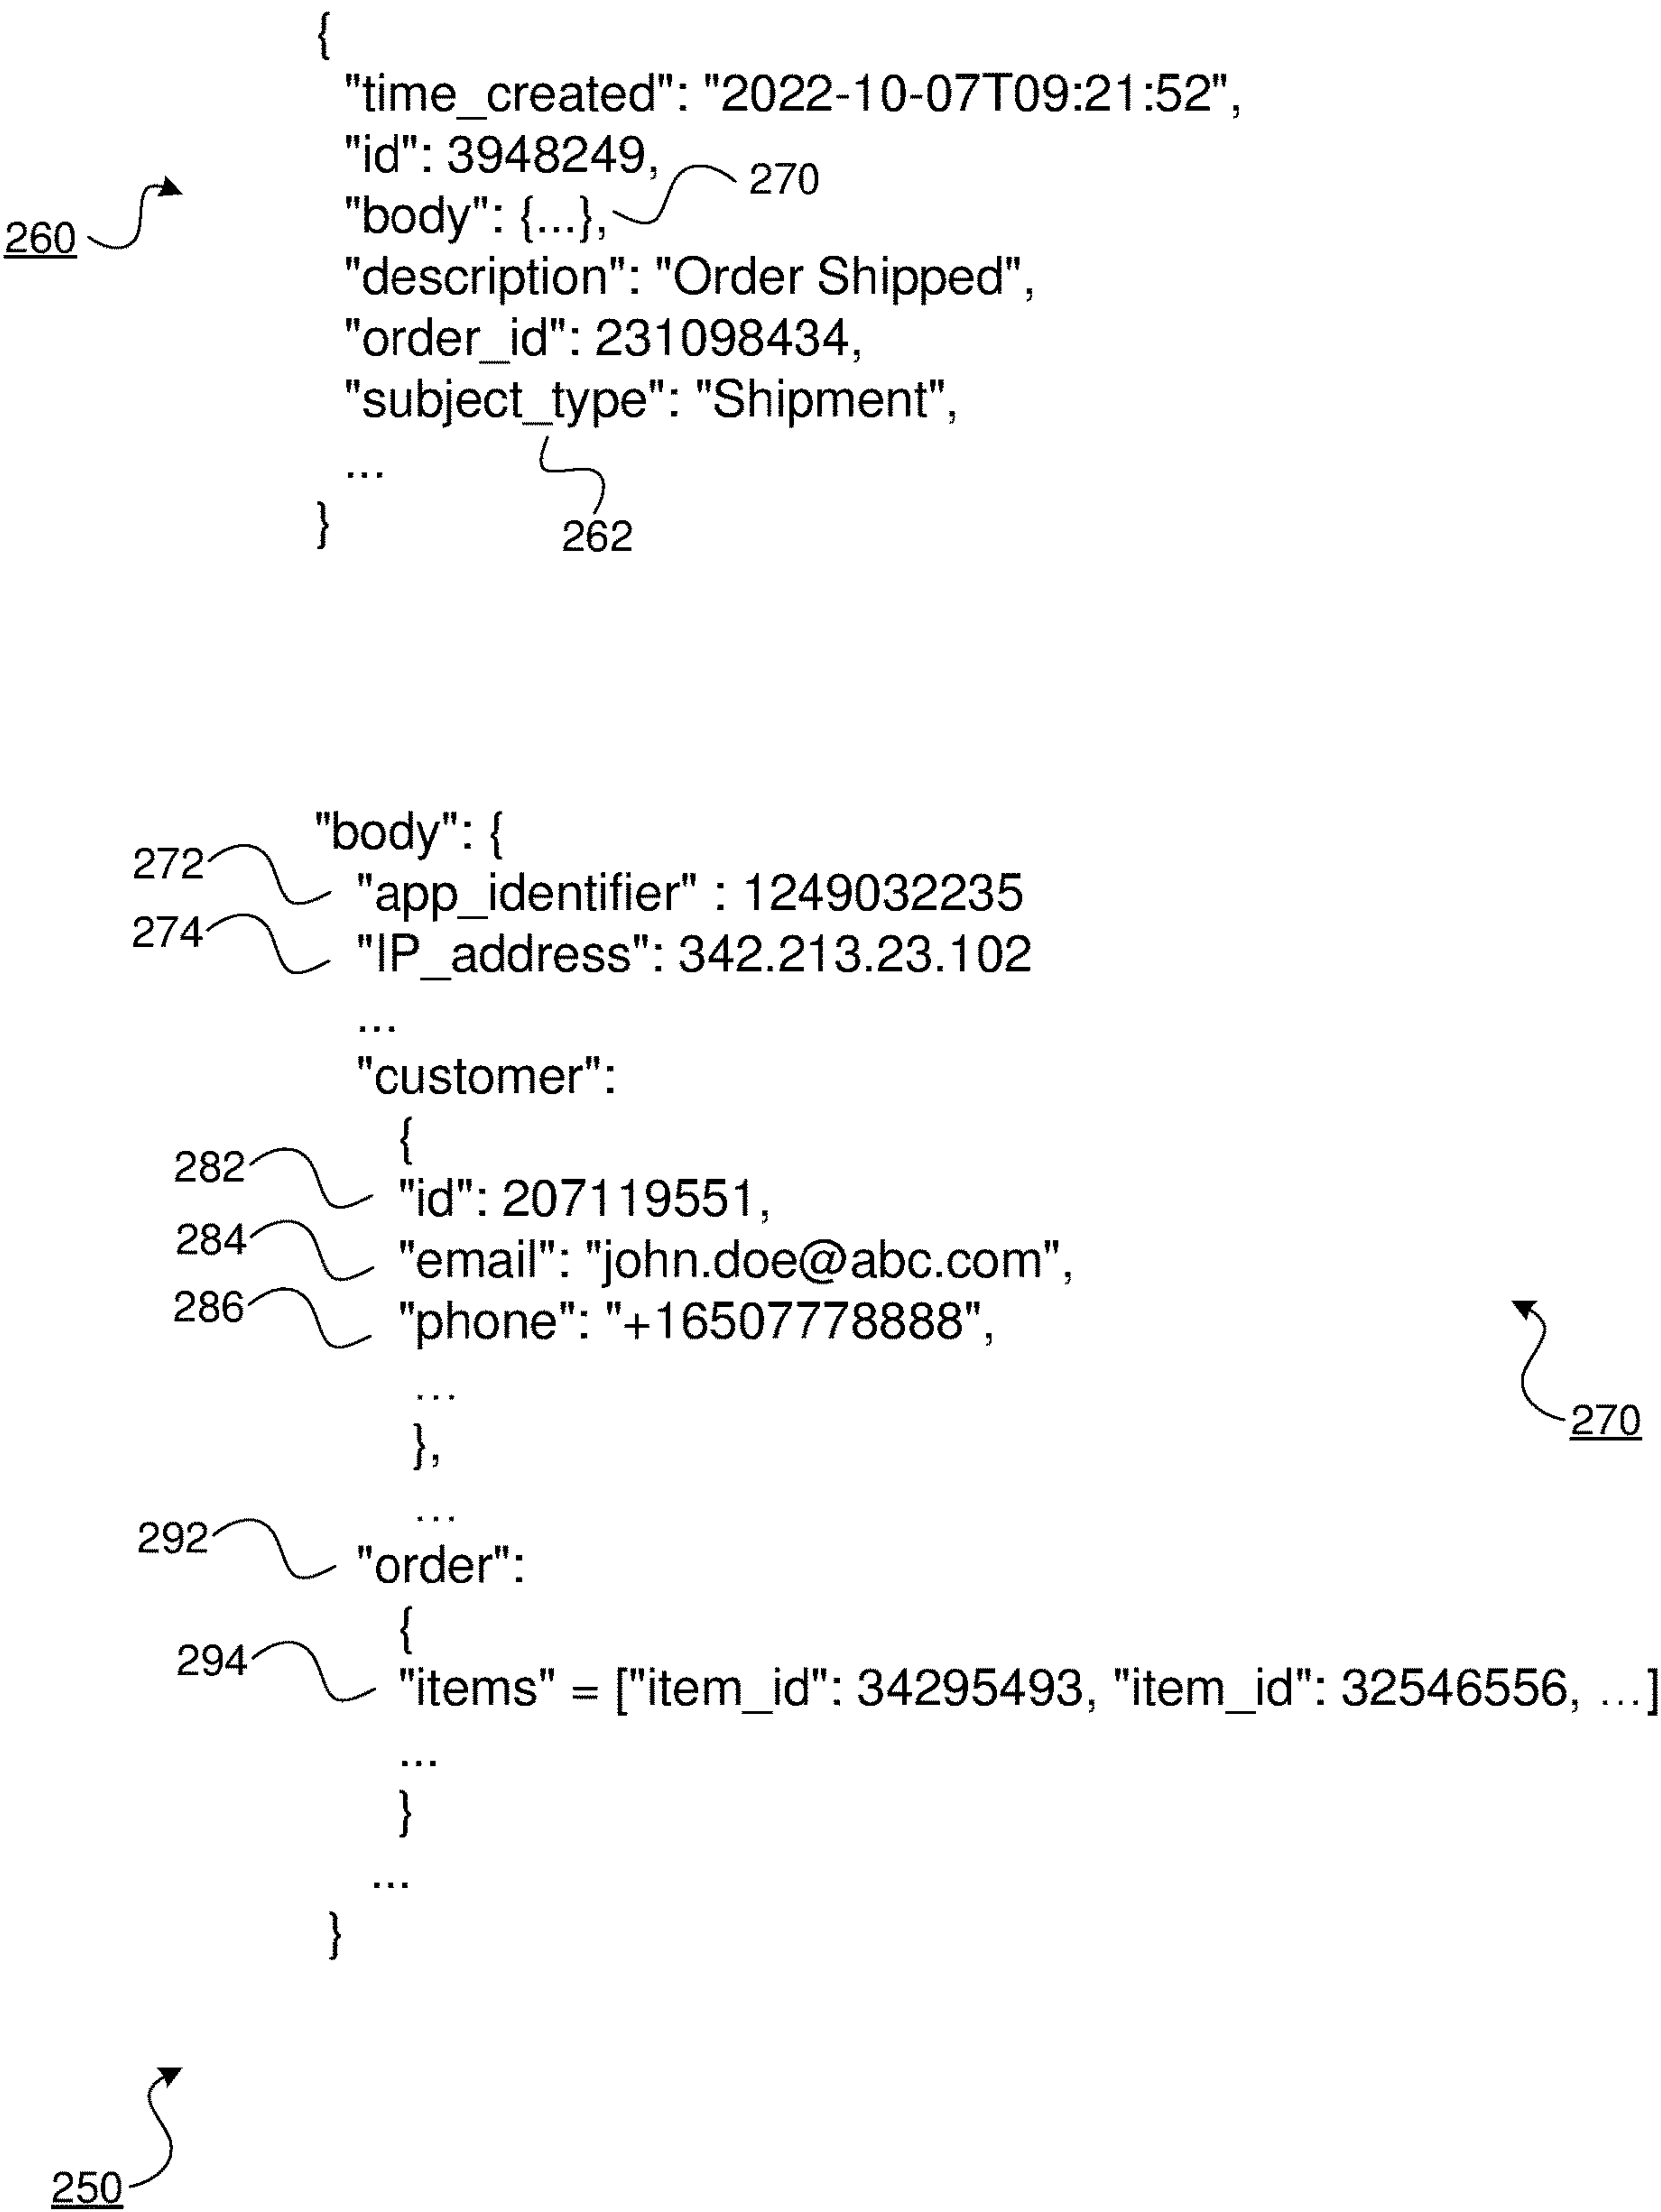 {
"time_created": "2022-10-07T09:21:52",
"id": 3948249,
270
"body": {...},
260
"description": "Order Shipped",
"order_id": 231098434,
"subject_type": "Shipment",
...
}
262
"body": {
272
"app_identifier" : 1249032235
274
"IP_address": 342.213.23.102
...
"customer":
{
282
"id": 207119551,
284
"email": "john.doe@abc.com",
286
"phone": "+16507778888",
...
270
},
...
292
"order":
{
294
"items" = ["item_id": 34295493, "item_id": 32546556, ...]
...
}
...
}
250